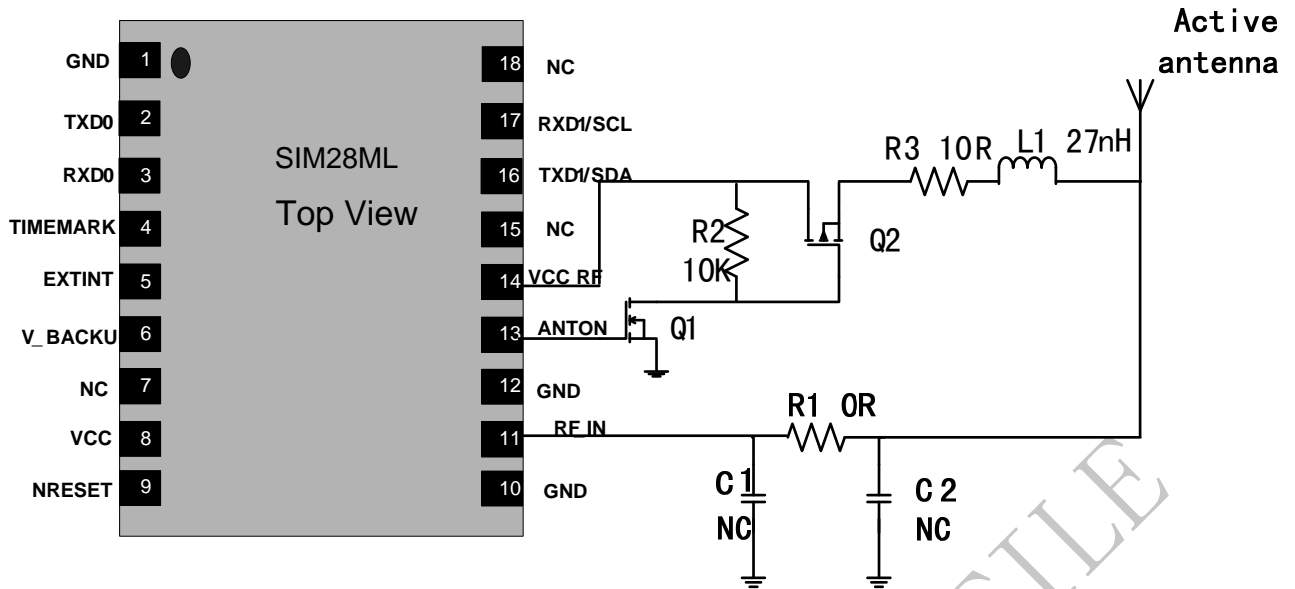 Active
antenna
GND 1
TXD0 2
RXD0 3
TIMEMARK 4
EXTINT 5
V_BACKU 6
NC 7
VCC 8
NRESET 9
SIM28ML
Top View
18 NC
17 RXD1/SCL
16 TXD1/SDA
15 NC
14 VCC RF
13 ANTON
12 GND
11 RF_IN
10 GND
R3 10R
L1 27nH
R2
10K
Q2
Q1
R1 0R
C1
NC
C2
NC